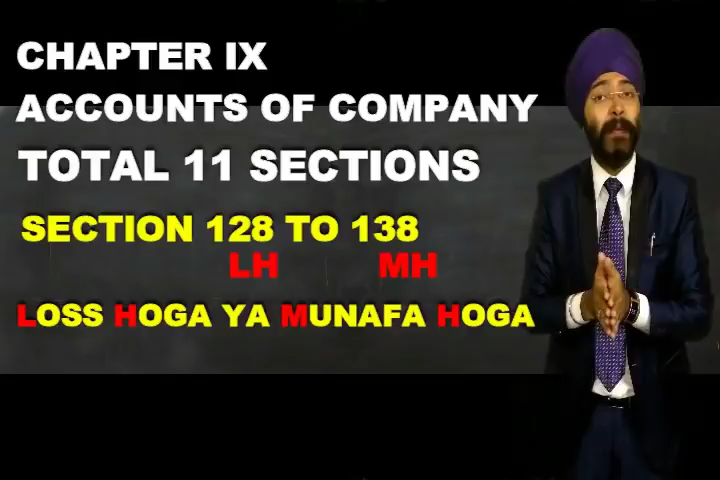 CHAPTER IX
ACCOUNTS OF COMPANY
TOTAL 11 SECTIONS
SECTION 128 TO 138
LH MH
LOSS HOGA YA MUNAFA HOGA